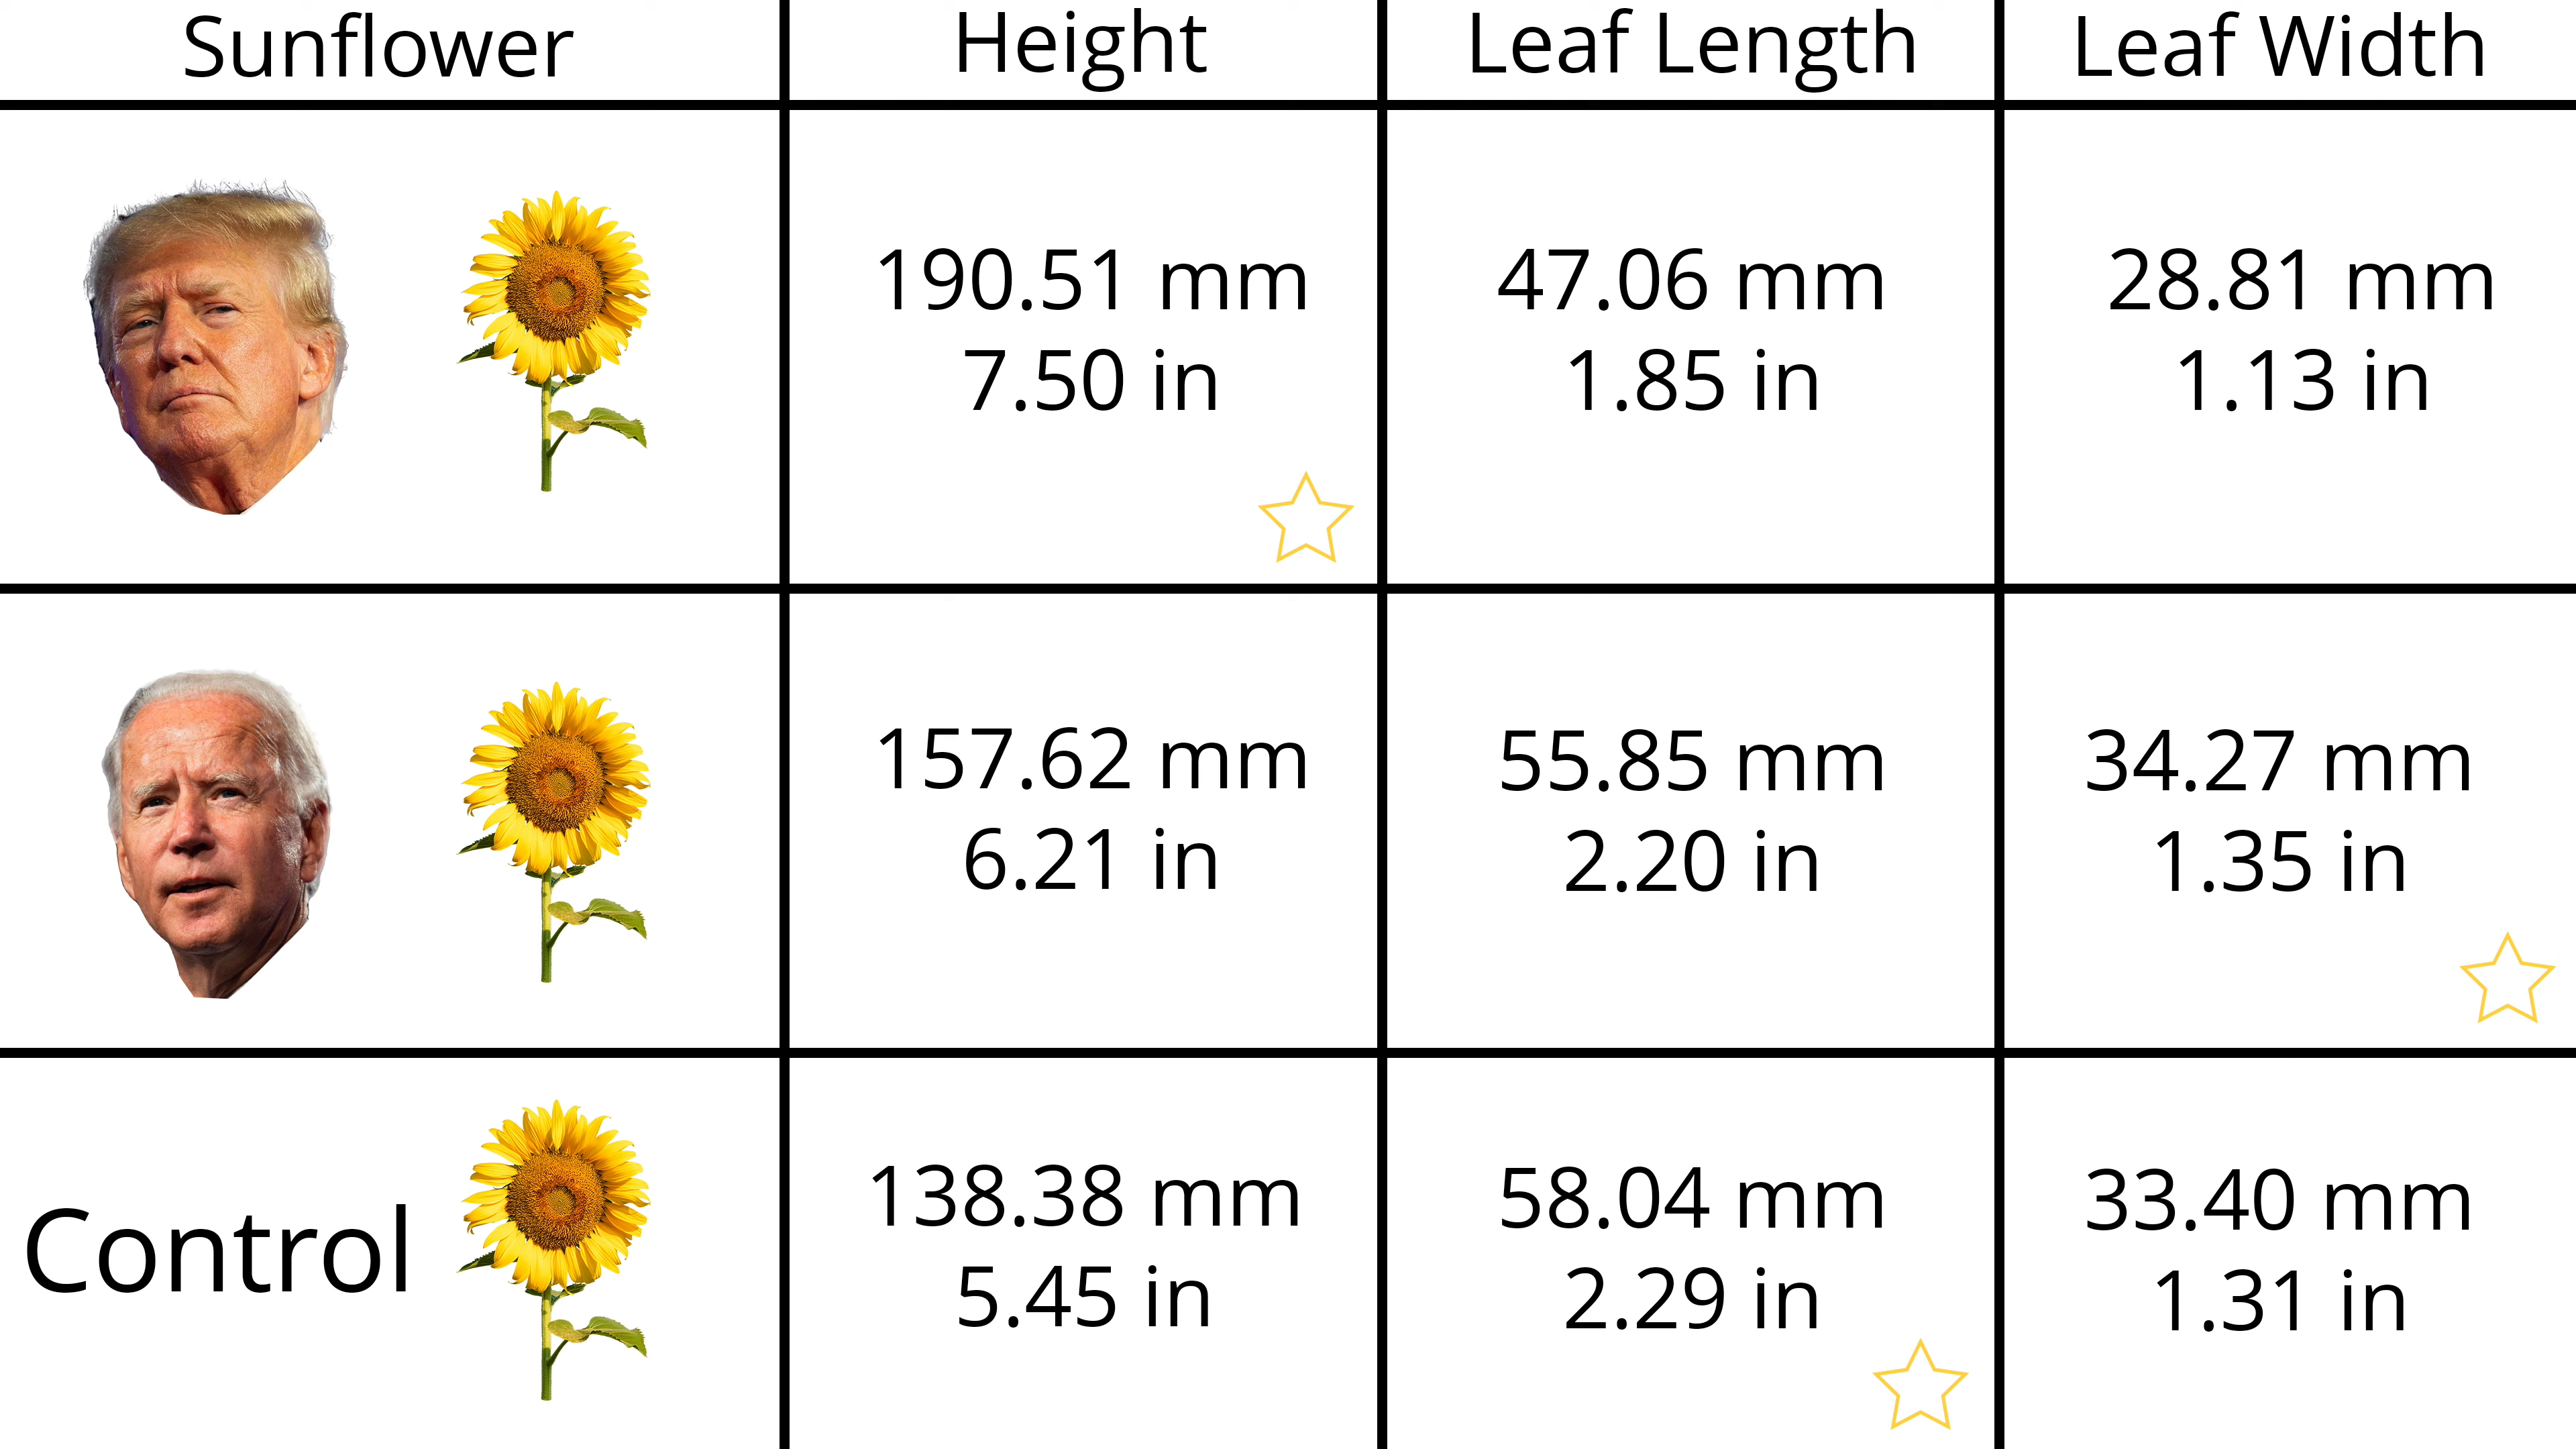 Sunflower
Height
Leaf Length
Leaf Width
190.51 mm
7.50 in
47.06 mm
1.85 in
28.81 mm
1.13 in
157.62 mm
6.21 in
55.85 mm
2.20 in
34.27 mm
1.35 in
Control
138.38 mm
5.45 in
58.04 mm
2.29 in
33.40 mm
1.31 in